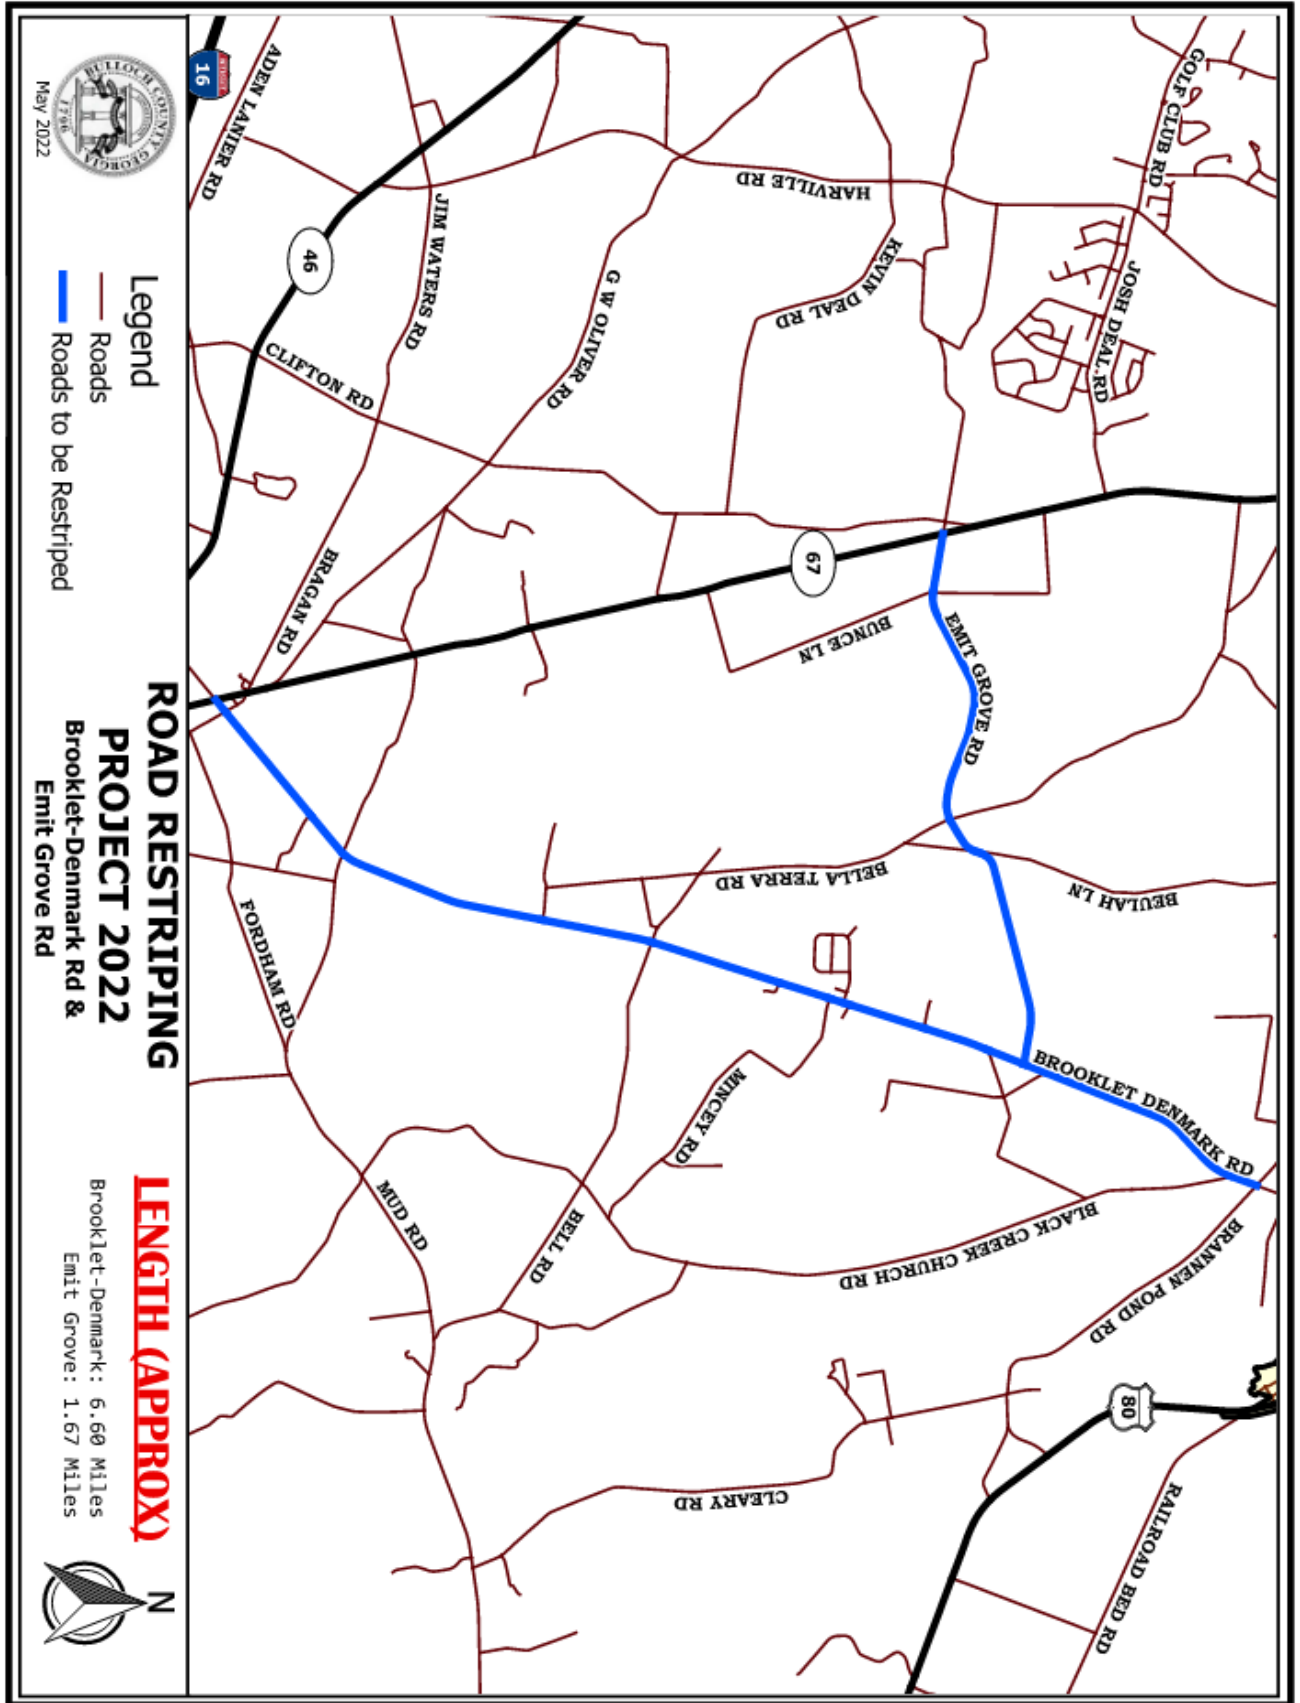 GOLF CLUB RD
JOSH DEAL RD
HARVILLE RD
KEVIN DEAL RD
G W OLIVER RD
JIM WATERS RD
ADEN LANIER RD
16
46
CLIFTON RD
BRAGAN RD
67
BUNCE LN
EMIT GROVE RD
BEULAH LN
BELLA TERRA RD
FORDHAM RD
BROOKLET DENMARK RD
MINCEY RD
BLACK CREEK CHURCH RD
BRANNEN POND RD
MUD RD
BELL RD
80
CLEARY RD
RAILROAD BED RD
BULLOCH COUNTY GEORGIA
1796
May 2022
Legend
Roads
Roads to be Restriped
ROAD RESTRIPING
PROJECT 2022
Brooklet-Denmark Rd &
Emit Grove Rd
LENGTH (APPROX)
Brooklet-Denmark: 6.60 Miles
Emit Grove: 1.67 Miles
N